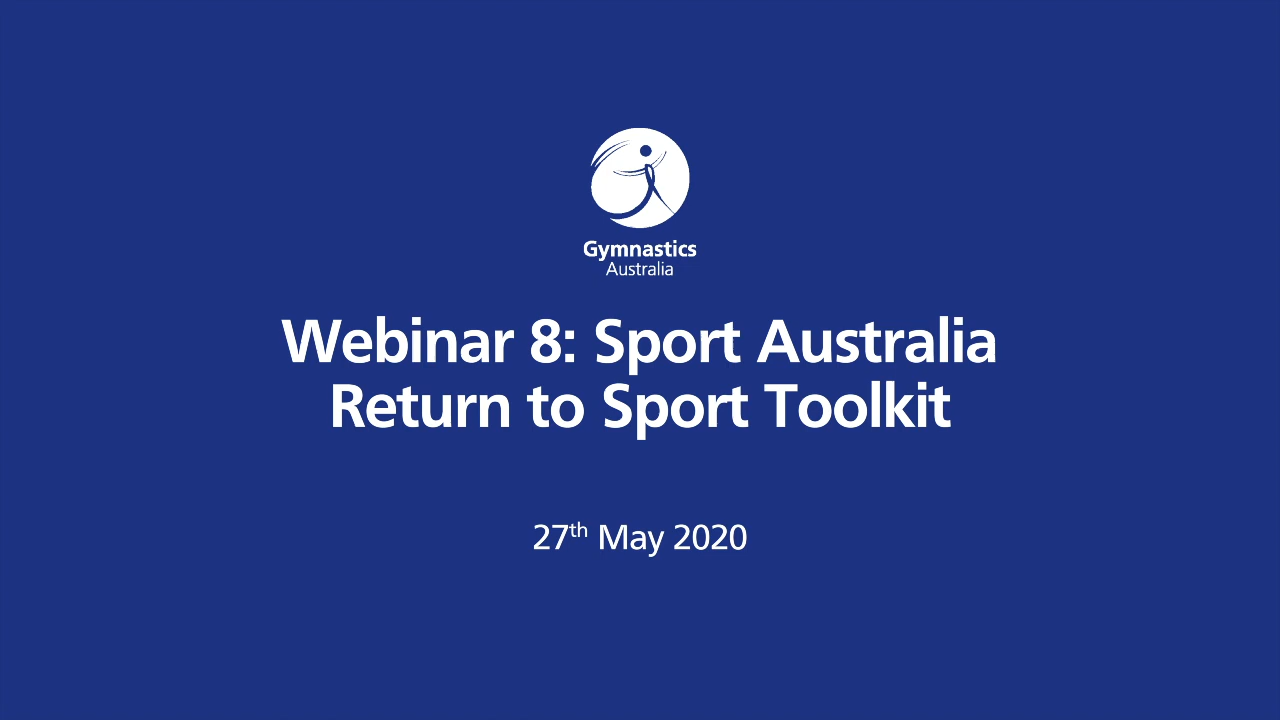 Gymnastics
Australia
Webinar 8: Sport Australia
Return to Sport Toolkit
27th May 2020